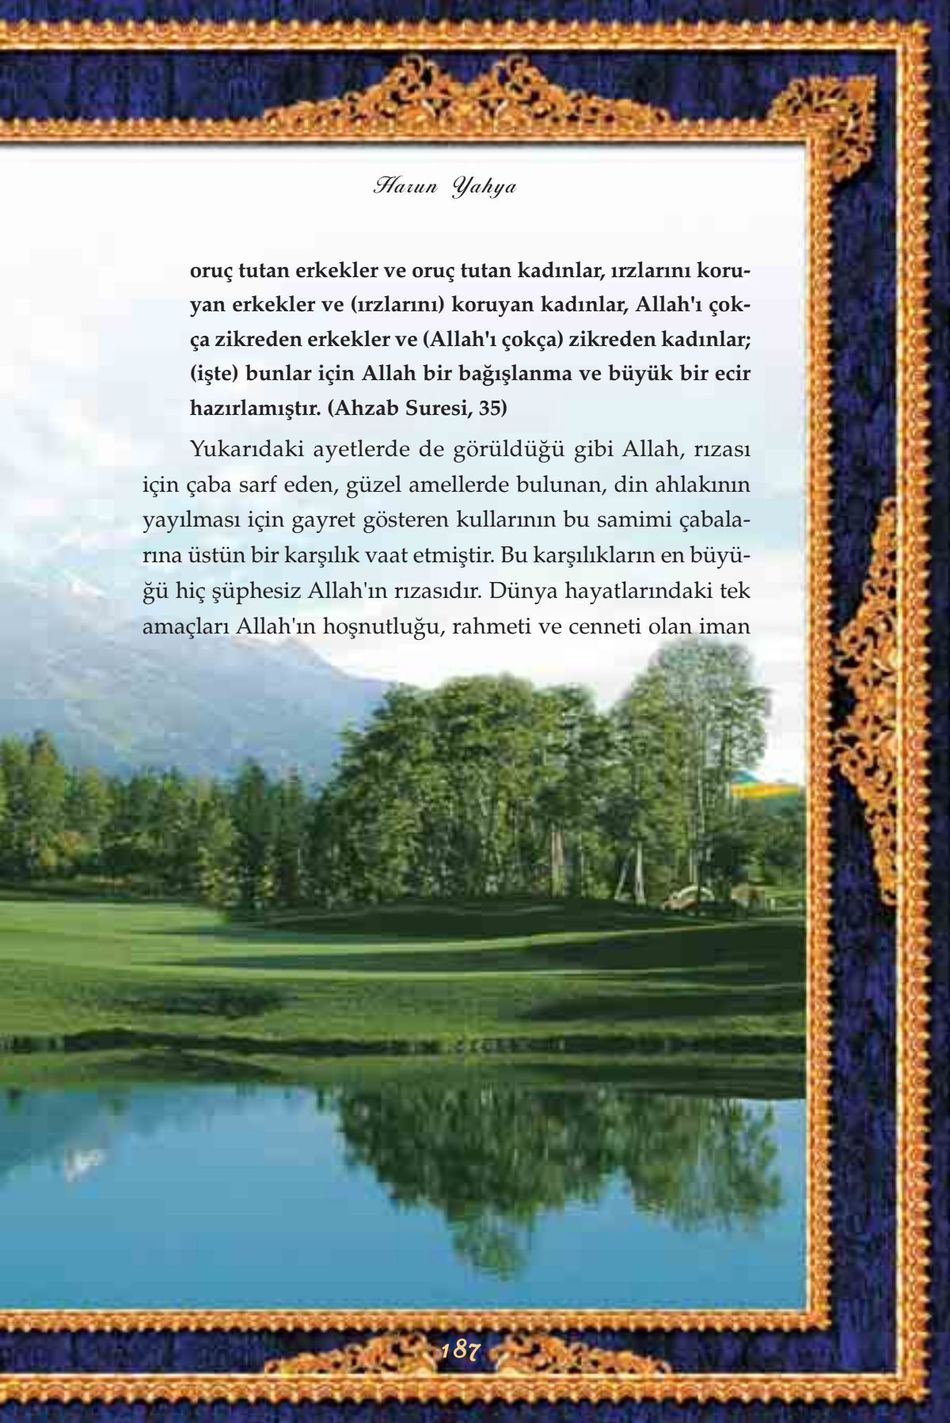 Harun Yahya
oruç tutan erkekler ve oruç tutan kadınlar, ırzlarını koru-
yan erkekler ve (ırzlarını) koruyan kadınlar, Allah'ı çok-
ça zikreden erkekler ve (Allah'ı çokça) zikreden kadınlar;
(işte) bunlar için Allah bir bağışlanma ve büyük bir ecir
hazırlamıştır. (Ahzab Suresi, 35)
Yukarıdaki ayetlerde de görüldüğü gibi Allah, rızası
için çaba sarf eden, güzel amellerde bulunan, din ahlakının
yayılması için gayret gösteren kullarının bu samimi çabala-
rına üstün bir karşılık vaat etmiştir. Bu karşılıkların en büyü-
ğü hiç şüphesiz Allah'ın rızasıdır. Dünya hayatlarındaki tek
amaçları Allah'ın hoşnutluğu, rahmeti ve cenneti olan iman
187